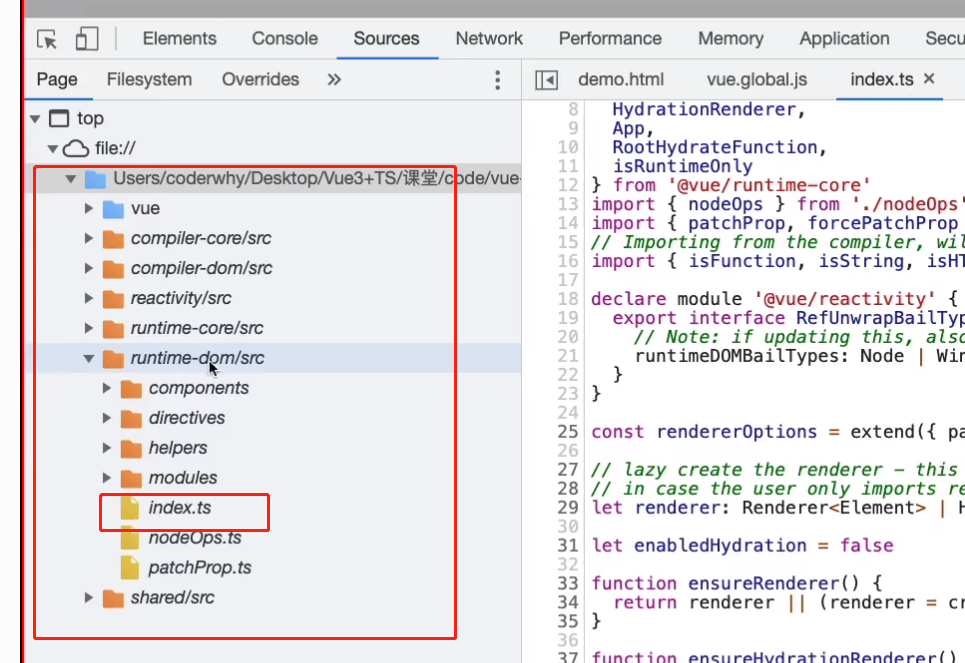 Elements Console Sources Network Performance Memory Application Secu
Page Filesystem Overrides »
demo.html vue.global.js index.ts ×
top
file://
Users/coderwhy/Desktop/Vue3+TS/课堂/code/vue-
vue
compiler-core/src
compiler-dom/src
reactivity/src
runtime-core/src
runtime-dom/src
components
directives
helpers
modules
index.ts
nodeOps.ts
patchProp.ts
shared/src
8 HydrationRenderer,
9 App,
10 RootHydrateFunction,
11 isRuntimeOnly
12 } from '@vue/runtime-core'
13 import { nodeOps } from './nodeOps'
14 import { patchProp, forcePatchProp
15 // Importing from the compiler, wil
16 import { isFunction, isString, isHT
17
18 declare module '@vue/reactivity' {
19 export interface RefUnwrapBailTyp
20 // Note: if updating this, also
21 runtimeDOMBailTypes: Node | Win
22 }
23 }
24
25 const rendererOptions = extend({ pa
26
27 // lazy create the renderer - this
28 // in case the user only imports re
29 let renderer: Renderer<Element> | H
30
31 let enabledHydration = false
32
33 function ensureRenderer() {
34 return renderer || (renderer = cr
35 }
36
37 function ensureHydrationRenderer()